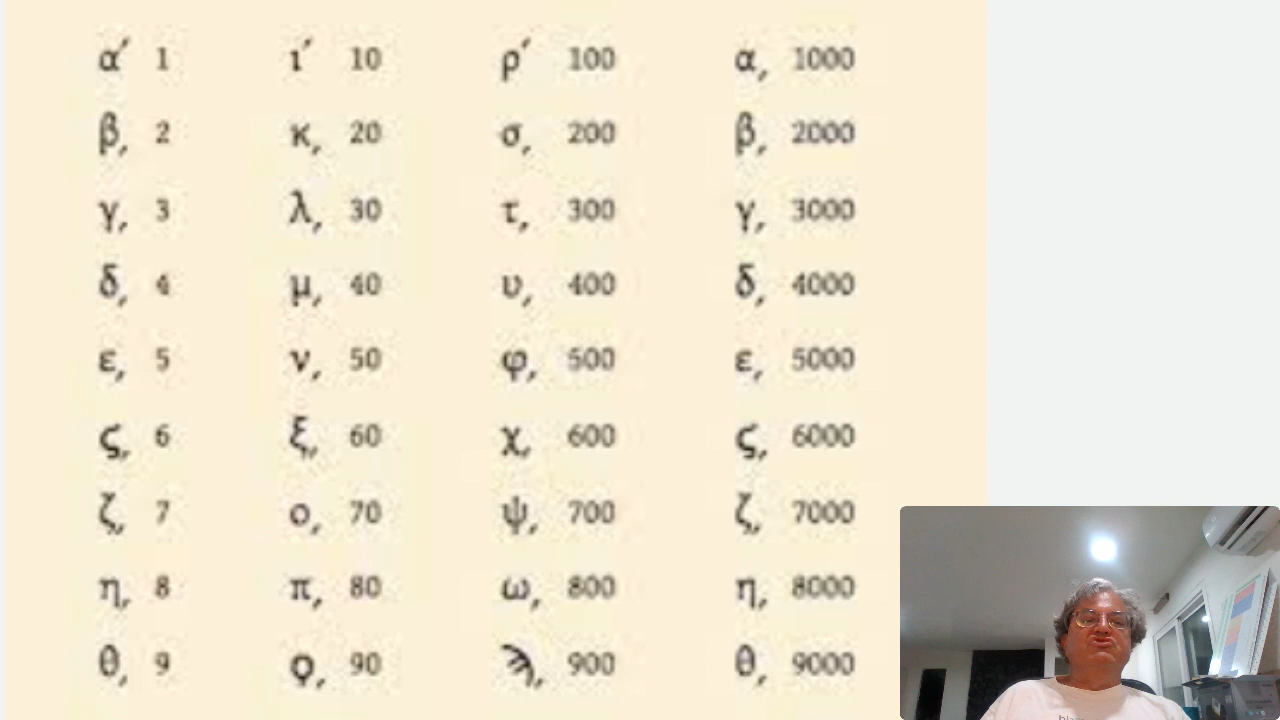 α′ 1 ι′ 10 ρ′ 100 α, 1000
β, 2 κ, 20 σ, 200 β, 2000
γ, 3 λ, 30 τ, 300 γ, 3000
δ, 4 μ, 40 υ, 400 δ, 4000
ε, 5 ν, 50 φ, 500 ε, 5000
ϛ, 6 ξ, 60 χ, 600 ϛ, 6000
ζ, 7 ο, 70 ψ, 700 ζ, 7000
η, 8 π, 80 ω, 800 η, 8000
θ, 9 ϙ, 90 ϡ, 900 θ, 9000